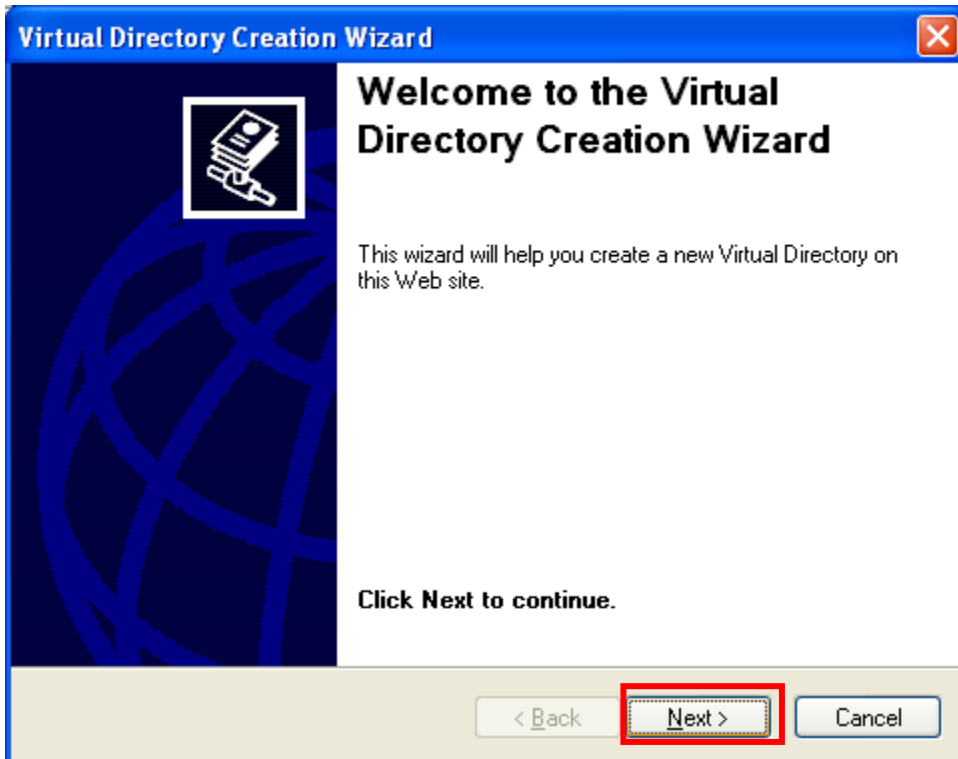 Virtual Directory Creation Wizard
Welcome to the Virtual
Directory Creation Wizard
This wizard will help you create a new Virtual Directory on
this Web site.
Click Next to continue.
< Back
Next >
Cancel